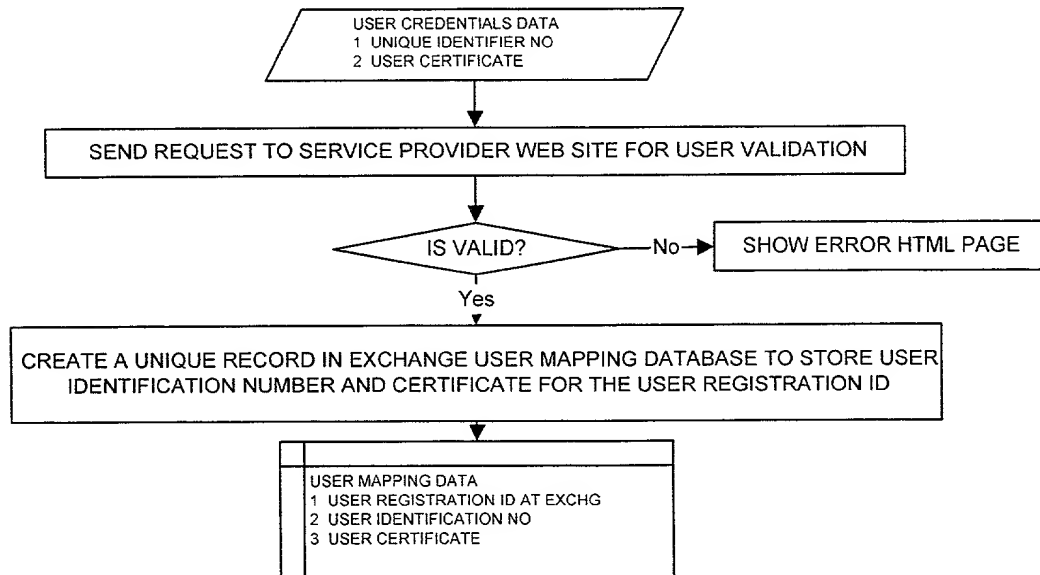 USER CREDENTIALS DATA
1 UNIQUE IDENTIFIER NO
2 USER CERTIFICATE
SEND REQUEST TO SERVICE PROVIDER WEB SITE FOR USER VALIDATION
IS VALID?
No
SHOW ERROR HTML PAGE
Yes
CREATE A UNIQUE RECORD IN EXCHANGE USER MAPPING DATABASE TO STORE USER
IDENTIFICATION NUMBER AND CERTIFICATE FOR THE USER REGISTRATION ID
USER MAPPING DATA
1 USER REGISTRATION ID AT EXCHG
2 USER IDENTIFICATION NO
3 USER CERTIFICATE